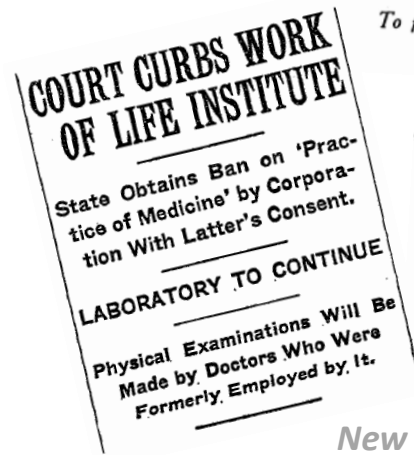 To
COURT CURBS WORK
OF LIFE INSTITUTE
State Obtains Ban on 'Prac-
tice of Medicine' by Corpora-
tion With Latter's Consent.
LABORATORY TO CONTINUE
Physical Examinations Will Be
Made by Doctors Who Were
Formerly Employed by It.
New